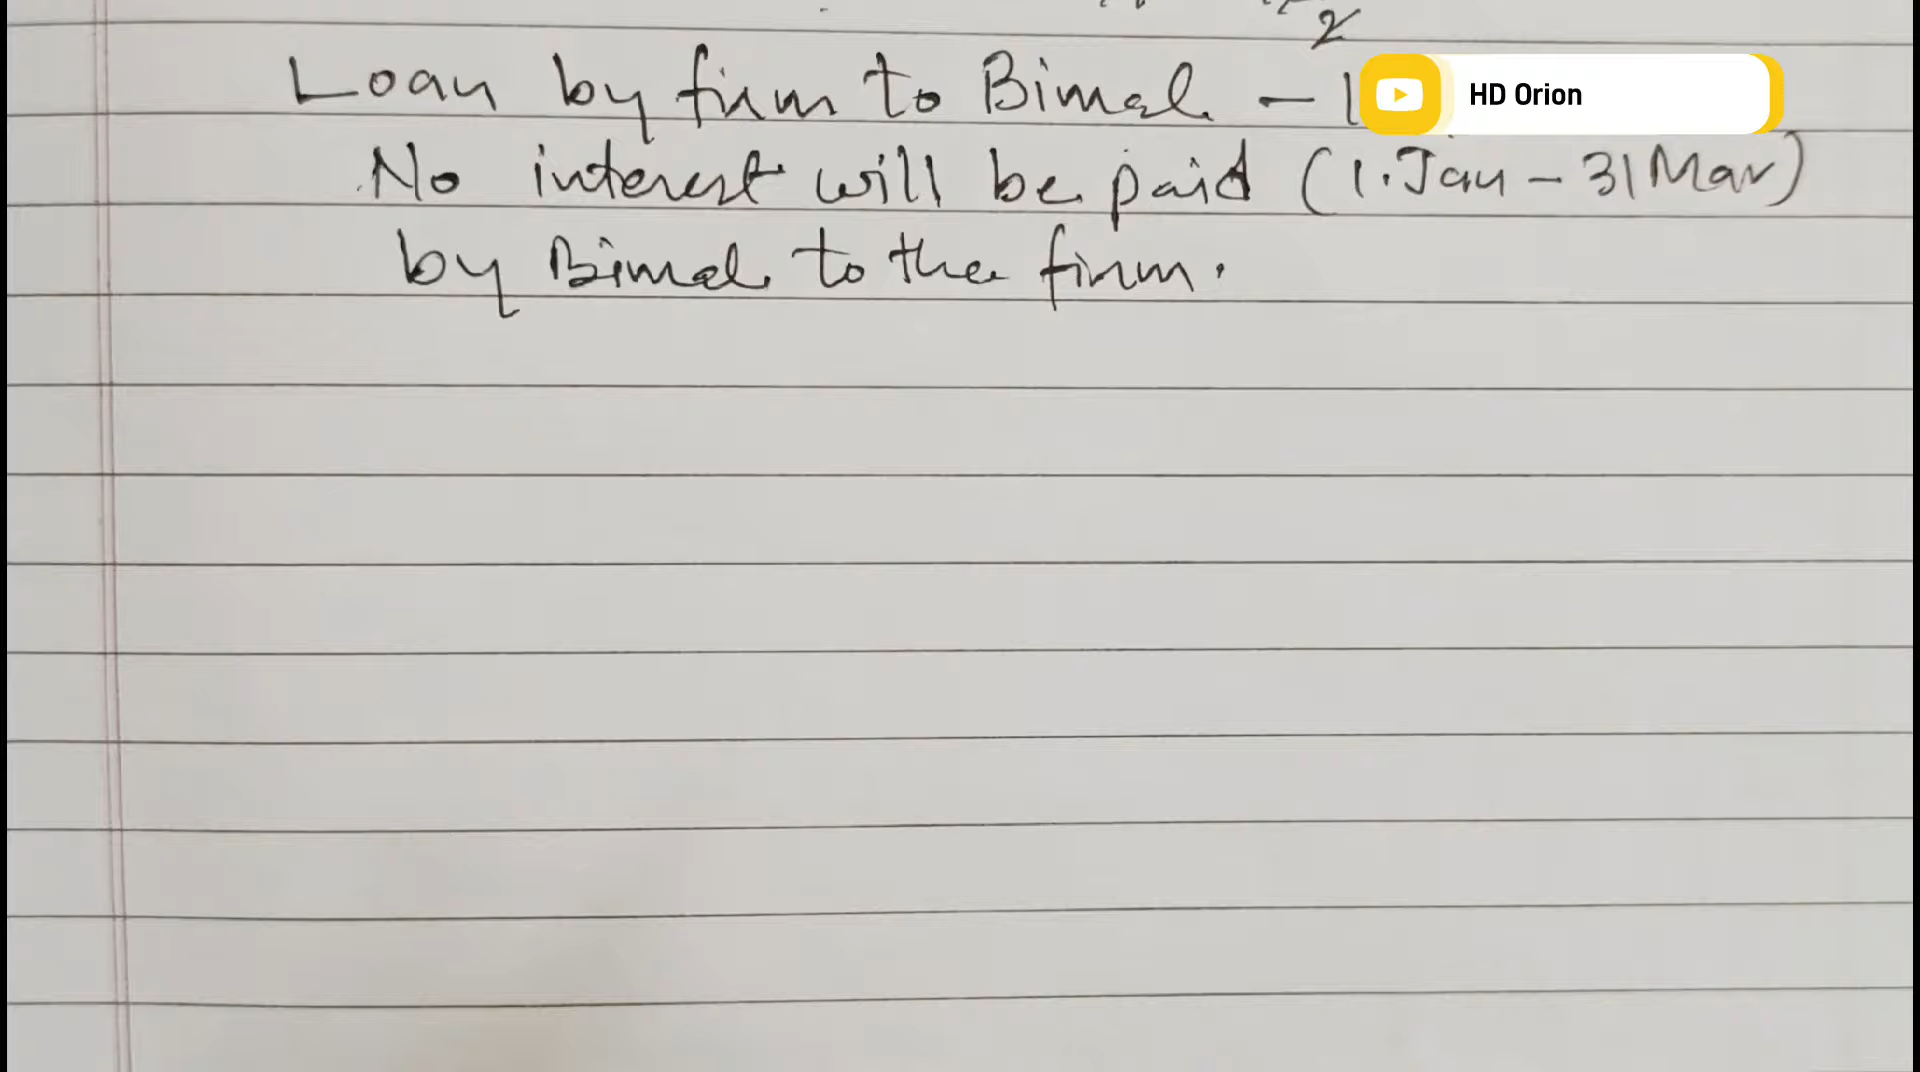 2
Loan by firm to Bimal - 1
HD Orion
No interest will be paid (1. Jan - 31 Mar)
by Bimal to the firm.